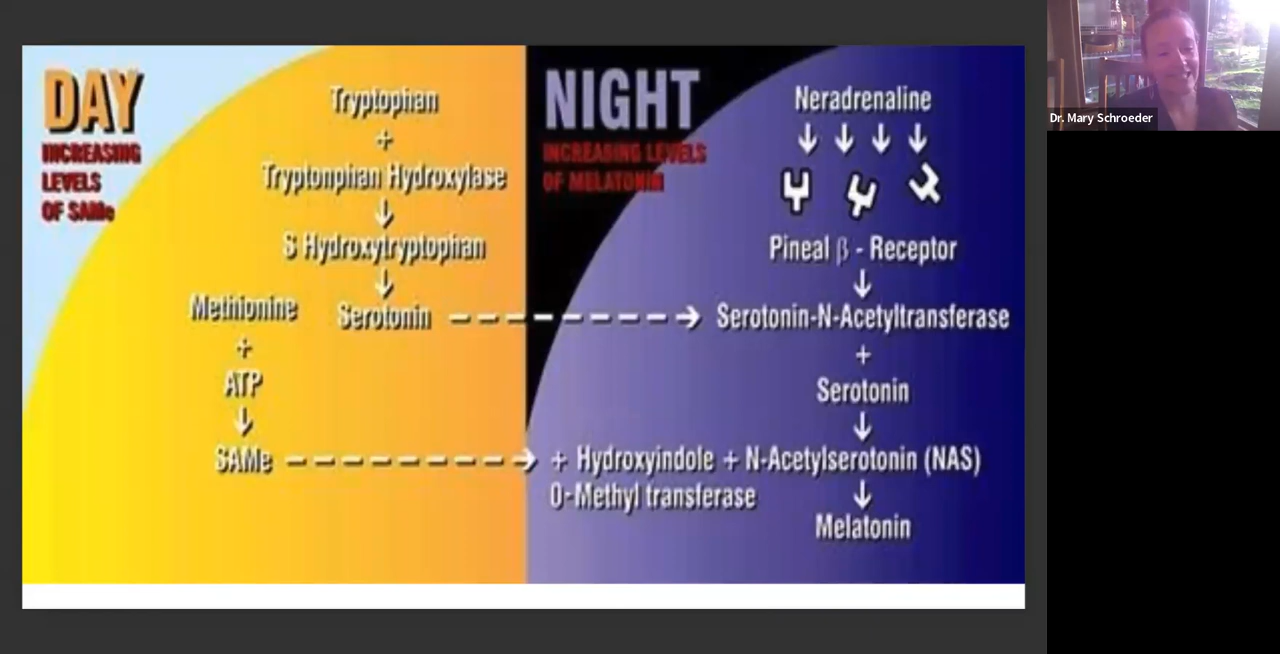 DAY
INCREASING
LEVELS
OF SAMe
Tryptophan
+
Tryptonphan Hydroxylase
8 Hydroxytryptophan
Methionine
Serotonin
+
ATP
SAMe
NIGHT
INCREASING LEVELS
OF MELATONIN
Neradrenaline
Pineal β - Receptor
Serotonin-N-Acetyltransferase
+
Serotonin
+ Hydroxyindole + N-Acetylserotonin (NAS)
O-Methyl transferase
Melatonin
Dr. Mary Schroeder